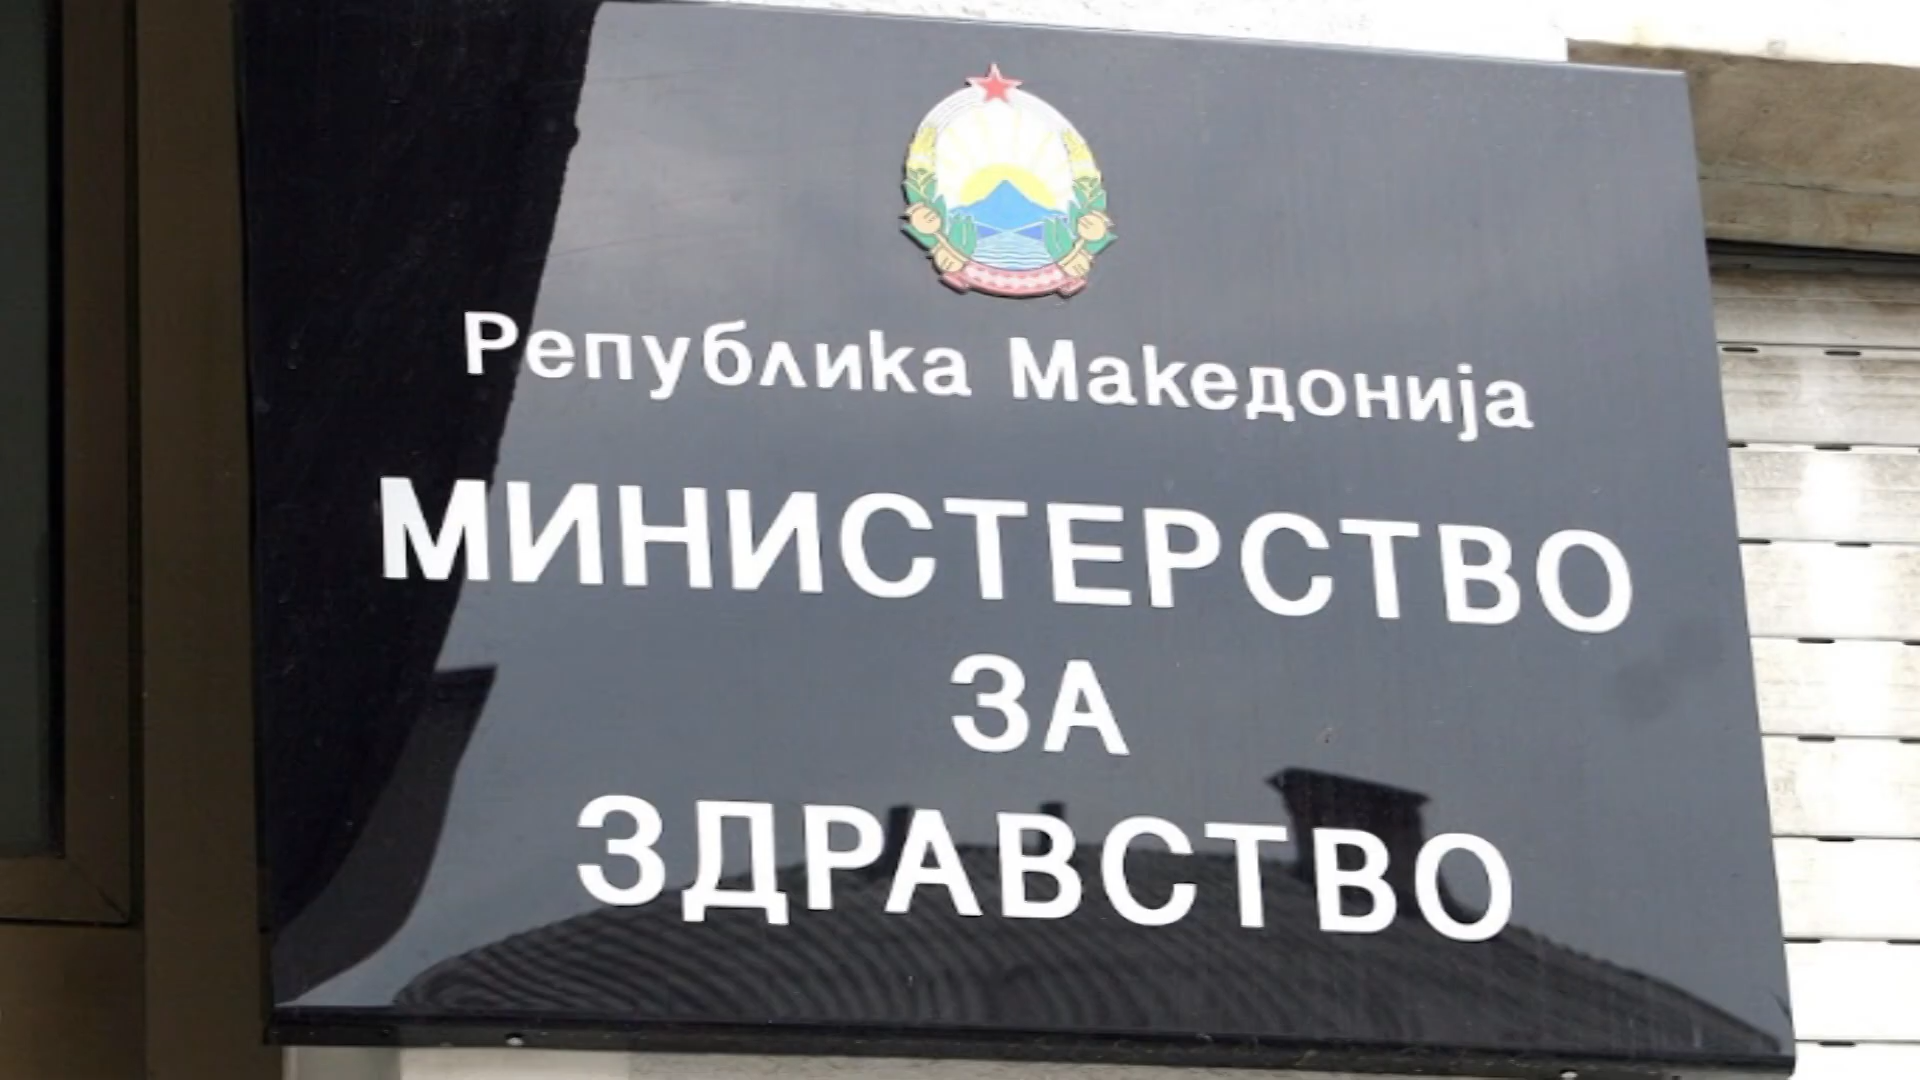 Република Македонија
МИНИСТЕРСТВО
ЗА
ЗДРАВСТВО